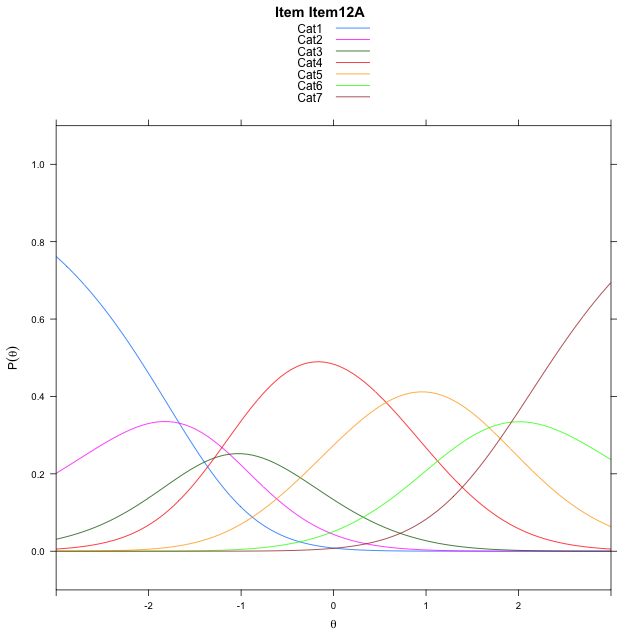 Item Item12A
Cat1
Cat2
Cat3
Cat4
Cat5
Cat6
Cat7
1.0
0.8
0.6
0.4
0.2
0.0
P(θ)
-2 -1 0 1 2
θ